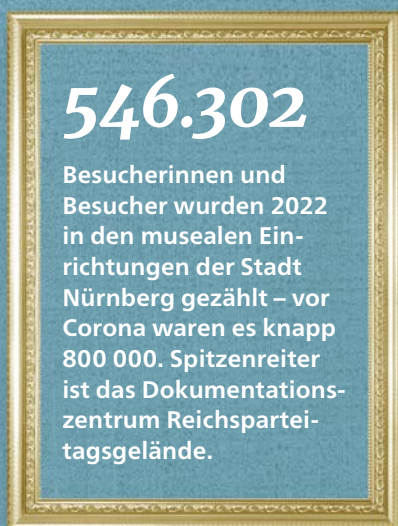 546.302
Besucherinnen und
Besucher wurden 2022
in den musealen Ein-
richtungen der Stadt
Nürnberg gezählt – vor
Corona waren es knapp
800 000. Spitzenreiter
ist das Dokumentations-
zentrum Reichspartei-
tagsgelände.